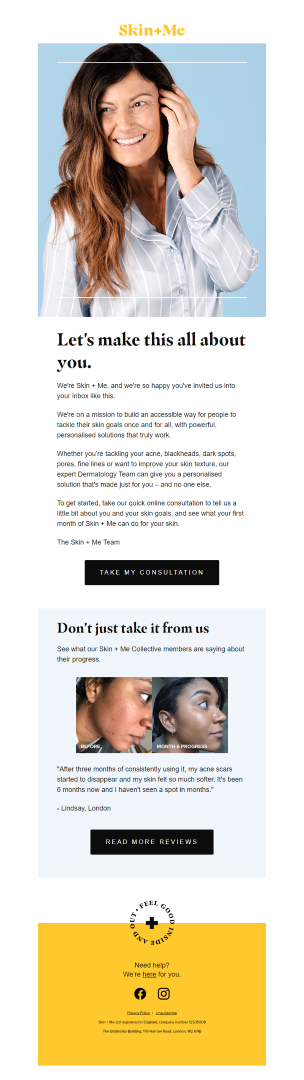 Skin+Me
Let's make this all about
you.
We're Skin + Me, and we're so happy you've invited us into
your inbox like this.
We're on a mission to build an accessible way for people to
tackle their skin goals once and for all, with powerful,
personalised solutions that truly work.
Whether you're tackling your acne, blackheads, dark spots,
pores, fine lines or want to improve your skin texture, our
expert Dermatology Team can give you a personalised
solution that's made just for you – and no one else.
To get started, take our quick online consultation to tell us a
little bit about you and your skin goals, and see what your first
month of Skin + Me can do for your skin.
The Skin + Me Team
TAKE MY CONSULTATION
Don't just take it from us
See what our Skin + Me Collective members are saying about
their progress.
BEFORE
MONTH 5 PROGRESS
"After three months of consistently using it, my acne scars
started to disappear and my skin felt so much softer. It's been
6 months now and I haven't seen a spot in months."
- Lindsay, London
READ MORE REVIEWS
FEEL GOOD INSIDE AND OUT •
Need help?
We're here for you.
Privacy Policy | Unsubscribe
Skin + Me Ltd registered in England, company number